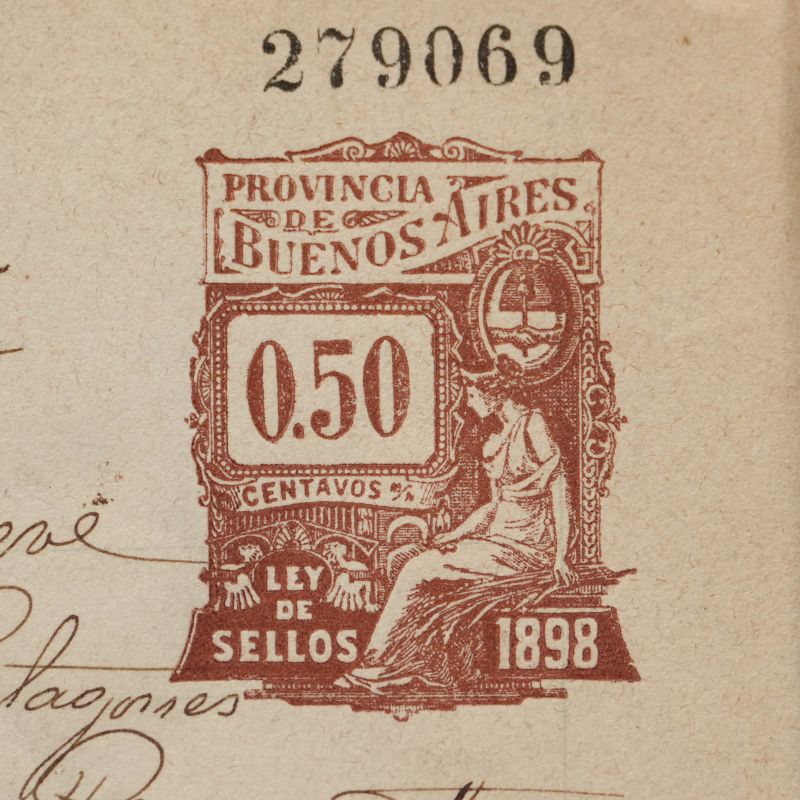 279069
PROVINCIA
DE
BUENOS AIRES
0.50
CENTAVOS m/n
LEY
DE
SELLOS
1898